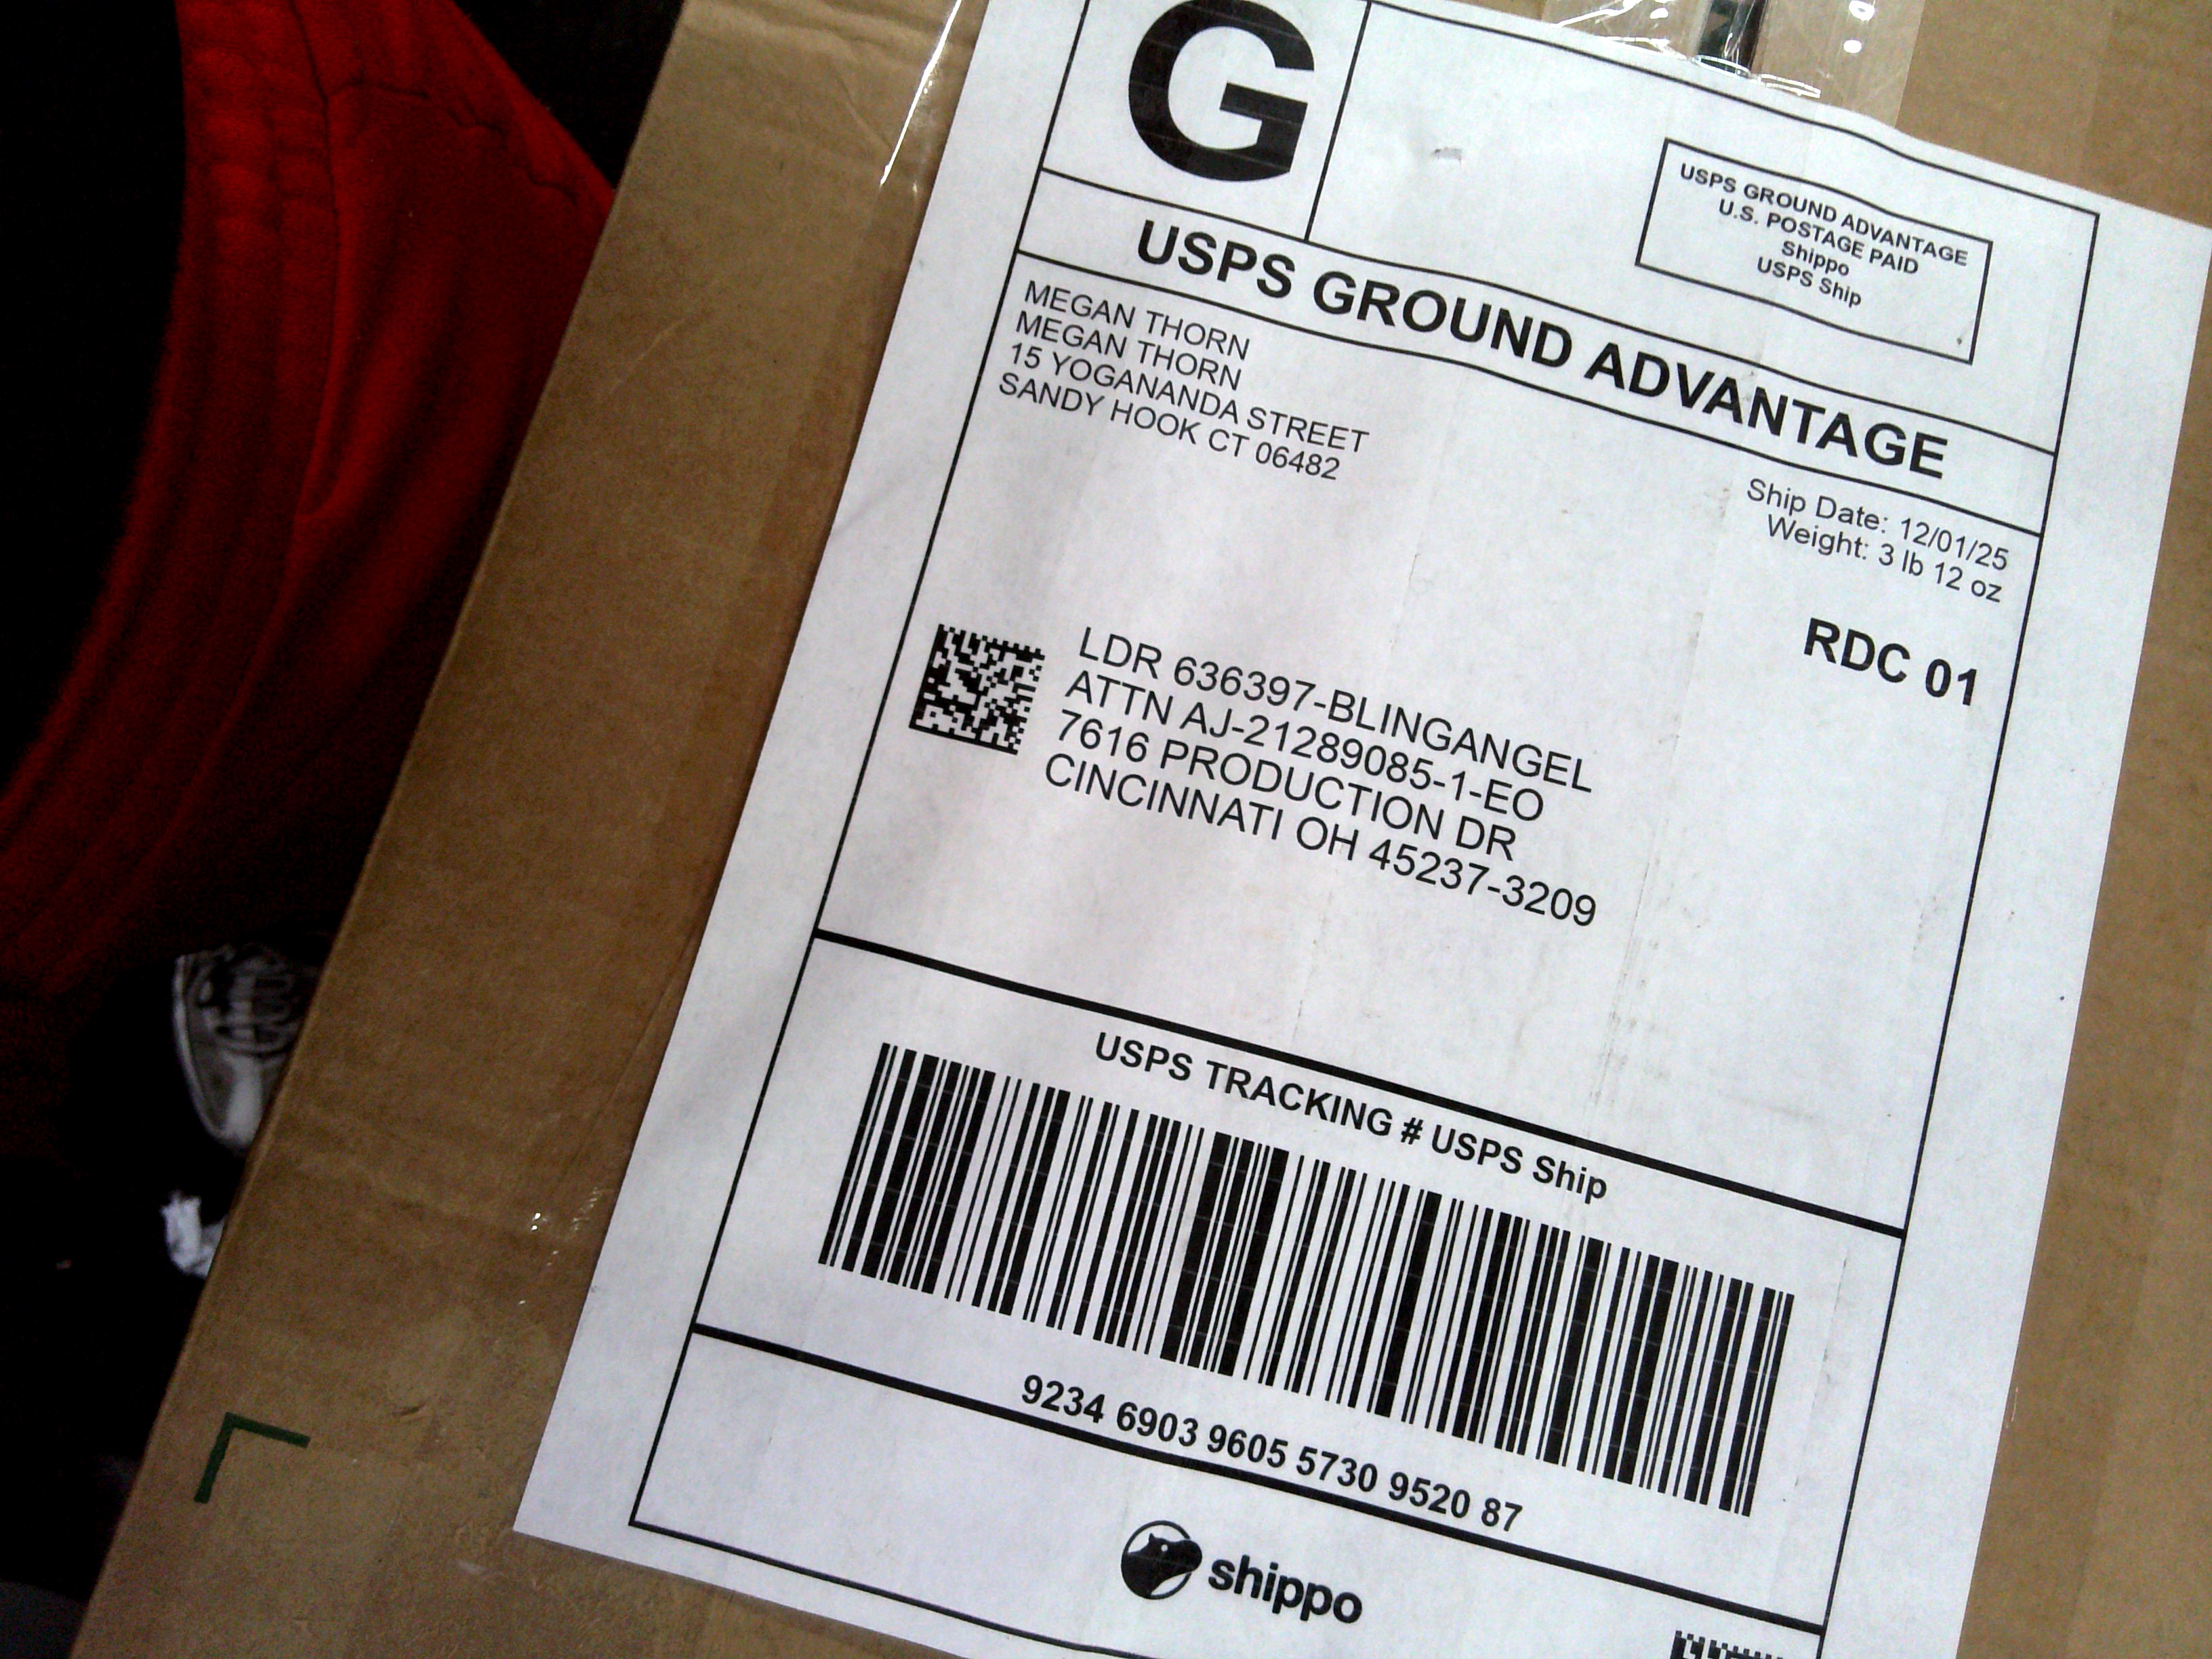 G
USPS GROUND ADVANTAGE
U.S. POSTAGE PAID
Shippo
USPS Ship
USPS GROUND ADVANTAGE
MEGAN THORN
MEGAN THORN
15 YOGANANDA STREET
SANDY HOOK CT 06482
Ship Date: 12/01/25
Weight: 3 lb 12 oz
RDC 01
LDR 636397-BLINGANGEL
ATTN AJ-21289085-1-EO
7616 PRODUCTION DR
CINCINNATI OH 45237-3209
USPS TRACKING # USPS Ship
9234 6903 9605 5730 9520 87
shippo